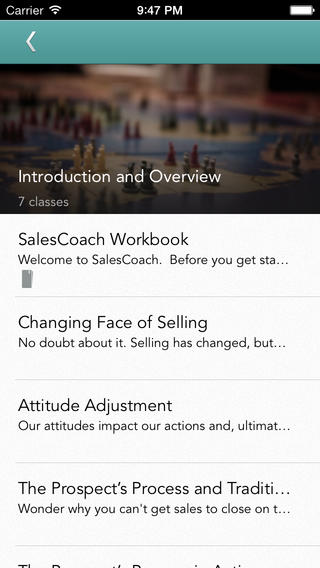 Carrier 9:47 PM
Introduction and Overview
7 classes
SalesCoach Workbook
Welcome to SalesCoach.  Before you get sta…
Changing Face of Selling
No doubt about it. Selling has changed, but…
Attitude Adjustment
Our attitudes impact our actions and, ultimat…
The Prospect’s Process and Traditi…
Wonder why you can't get sales to close on t…